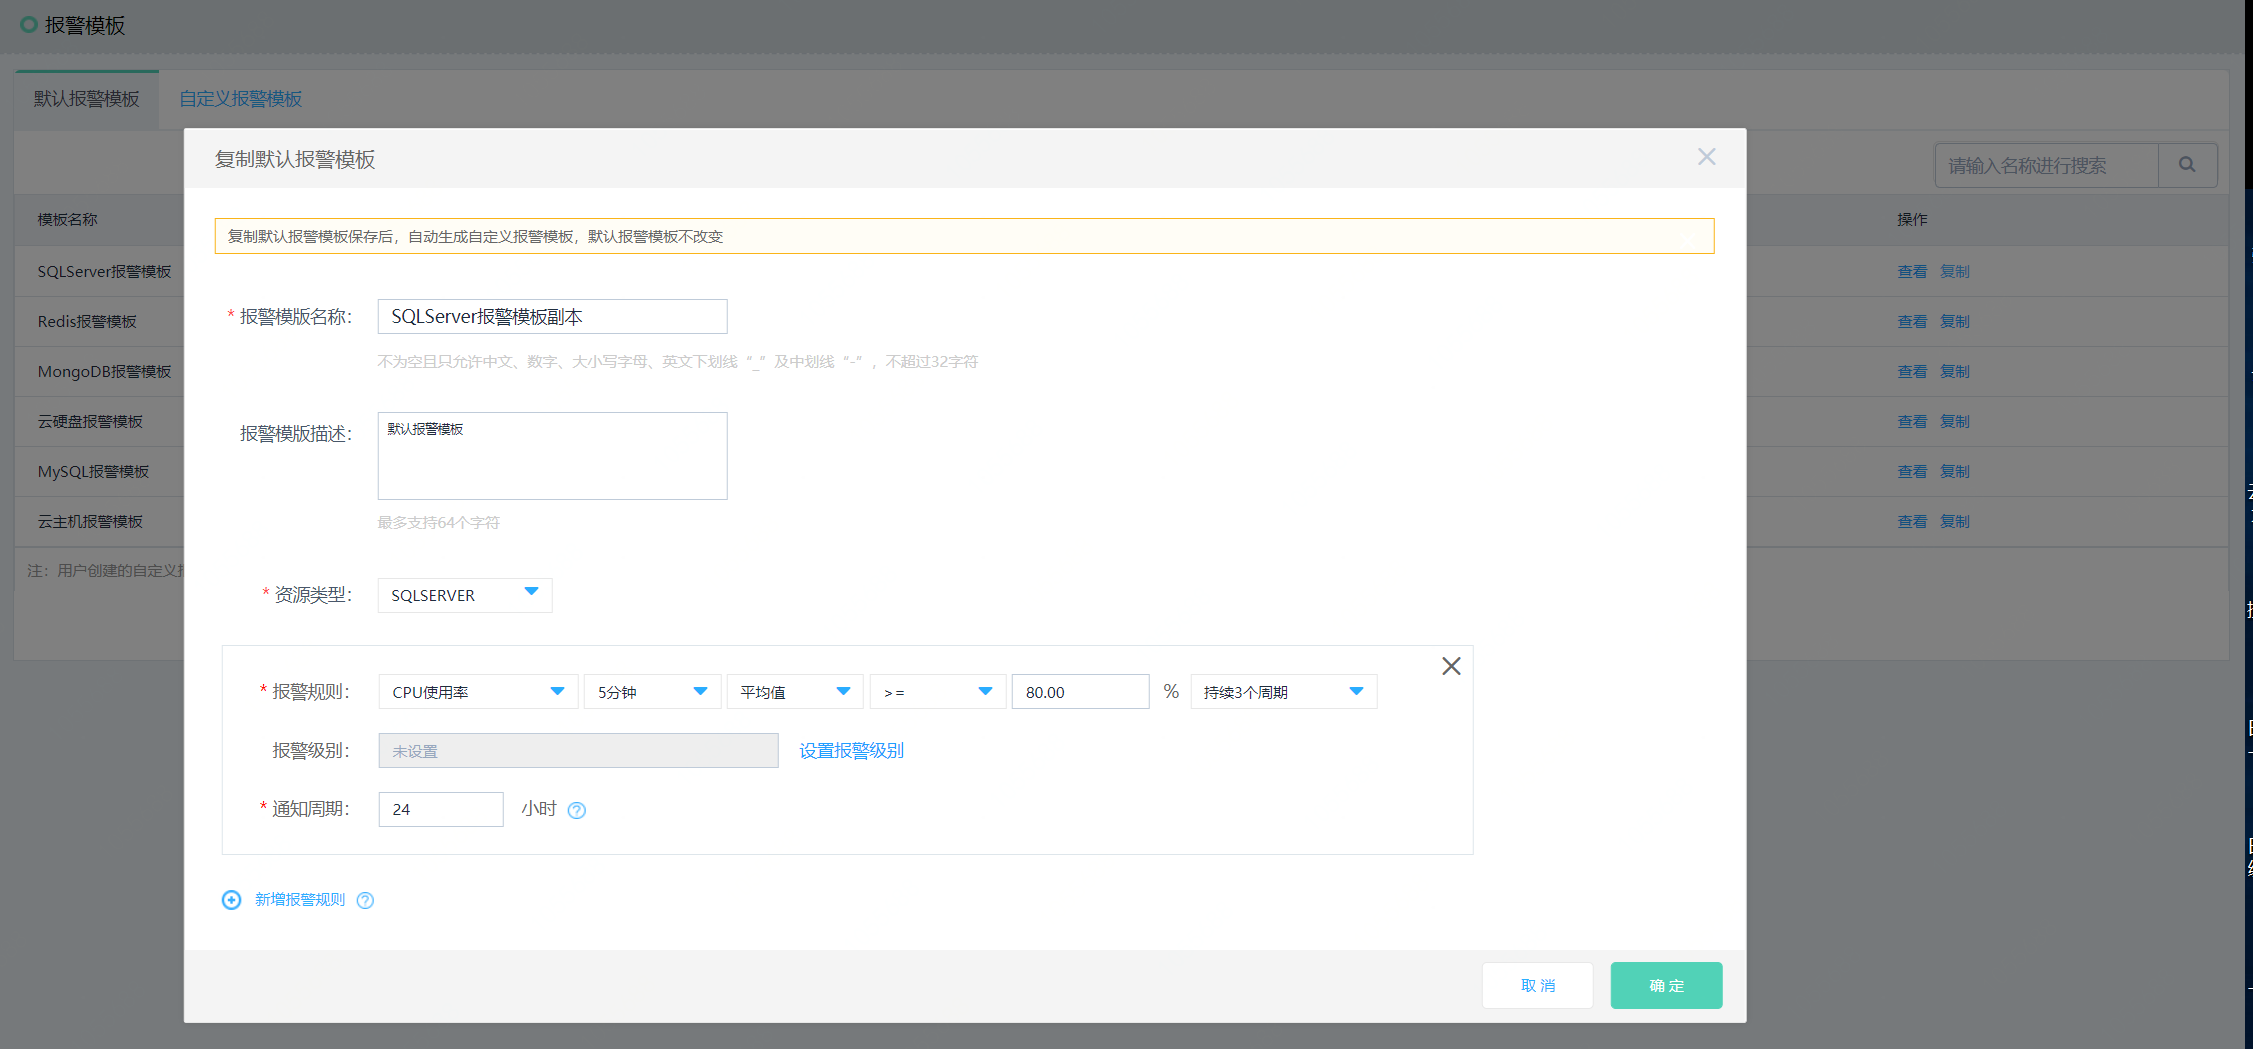 报警模板
默认报警模板 自定义报警模板
请输入名称进行搜索
模板名称 操作
SQLServer报警模板 查看 复制
Redis报警模板 查看 复制
MongoDB报警模板 查看 复制
云硬盘报警模板 查看 复制
MySQL报警模板 查看 复制
云主机报警模板 查看 复制
注：用户创建的自定义
复制默认报警模板
复制默认报警模板保存后，自动生成自定义报警模板，默认报警模板不改变
* 报警模版名称： SQLServer报警模板副本
不为空且只允许中文、数字、大小写字母、英文下划线“_”及中划线“-”，不超过32字符
报警模版描述： 默认报警模板
最多支持64个字符
* 资源类型： SQLSERVER
* 报警规则： CPU使用率 5分钟 平均值 >= 80.00 % 持续3个周期
报警级别： 未设置 设置报警级别
* 通知周期： 24 小时 ?
新增报警规则 ?
取 消 确 定